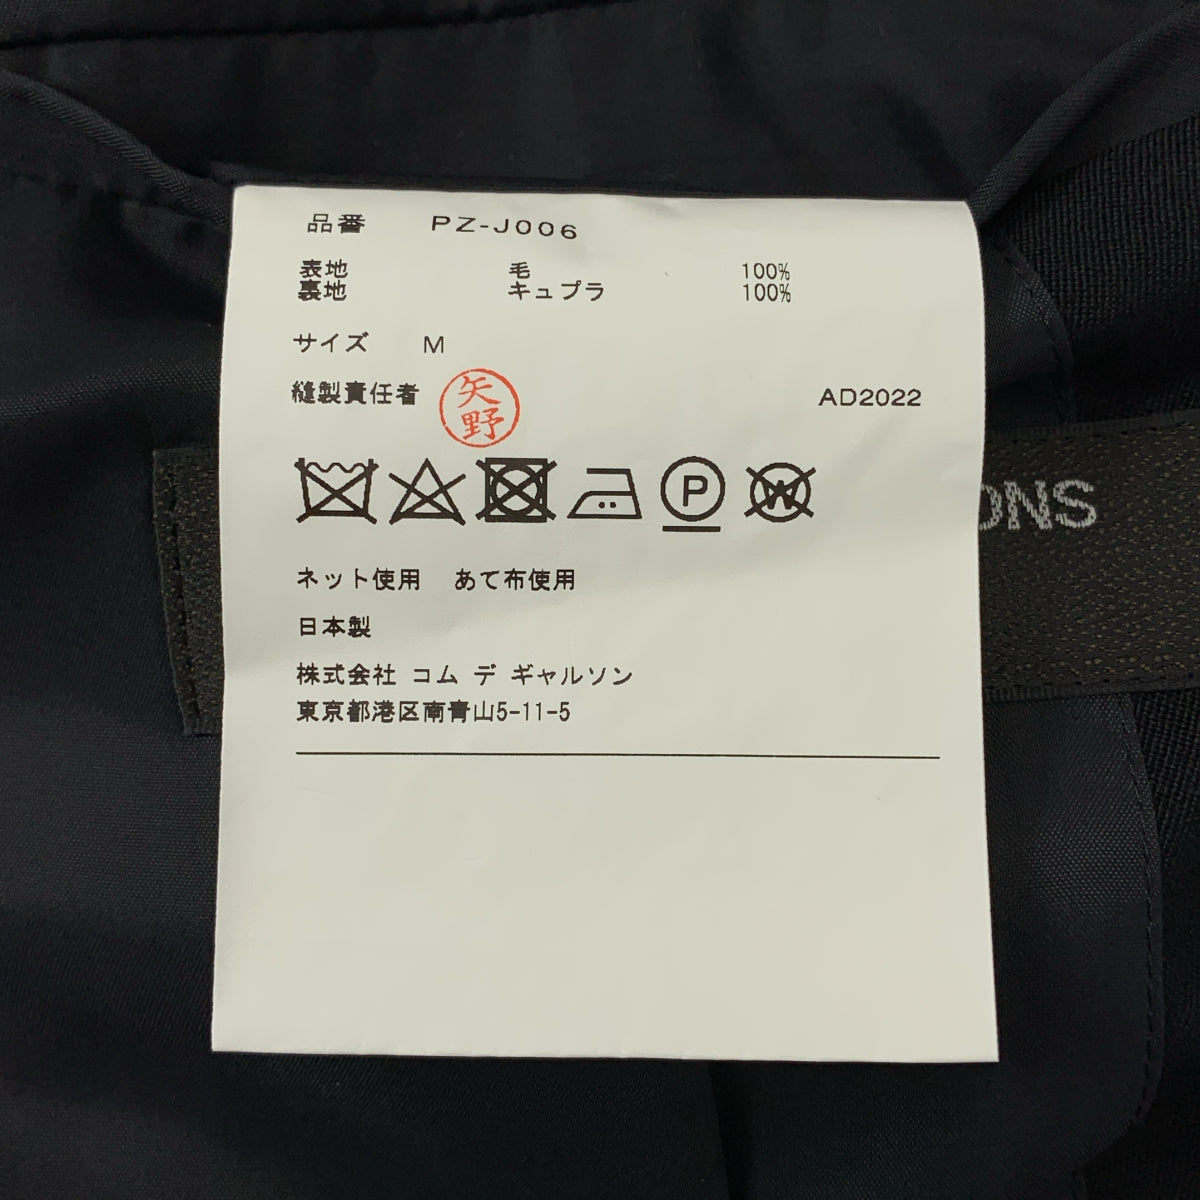 品番 PZ-J006
表地 毛 100%
裏地 キュプラ 100%
サイズ M
縫製責任者 矢野 AD2022
P W
ONS
ネット使用 あて布使用
日本製
株式会社 コム デ ギャルソン
東京都港区南青山5-11-5